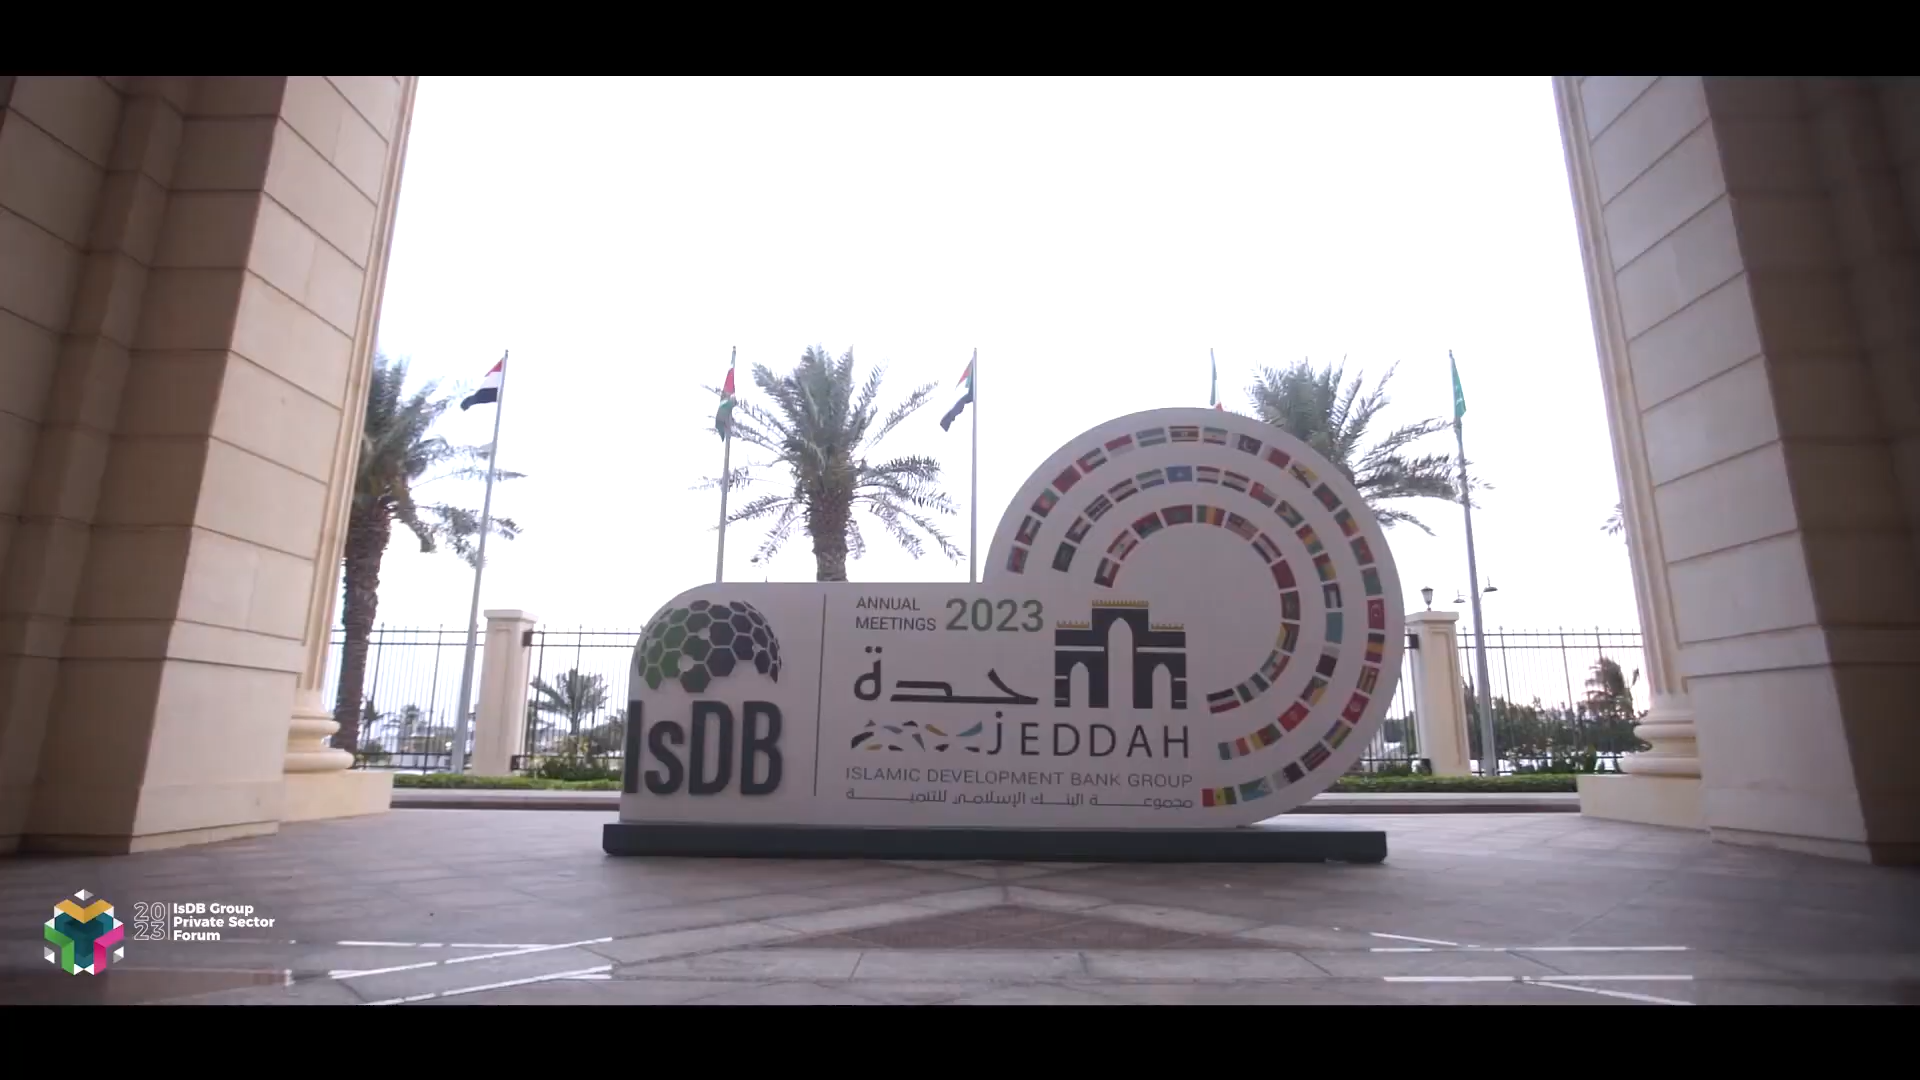 IsDB
ANNUAL
MEETINGS 2023
جدة
jEDDAH
ISLAMIC DEVELOPMENT BANK GROUP
مجموعة البنك الإسلامي للتنمية
2023
IsDB Group
Private Sector
Forum